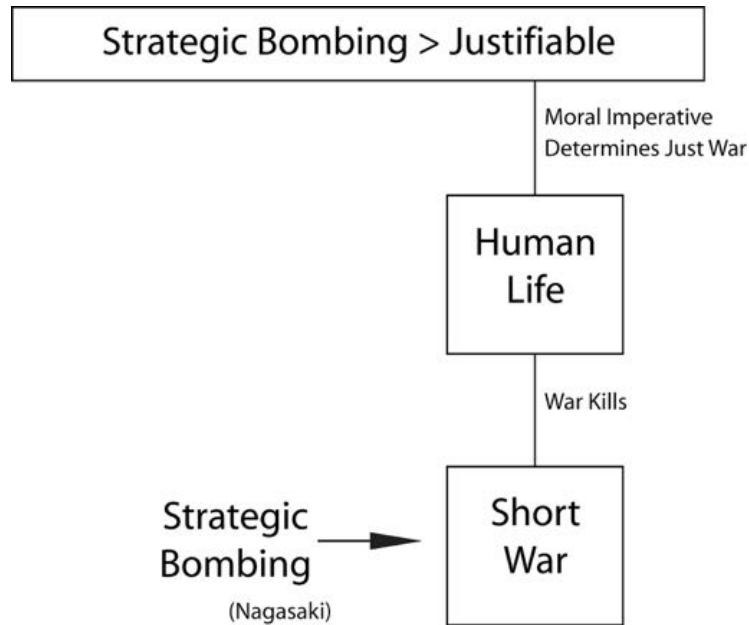 Strategic Bombing > Justifiable
Moral Imperative
Determines Just War
Human
Life
War Kills
Strategic
Bombing
(Nagasaki)
Short
War